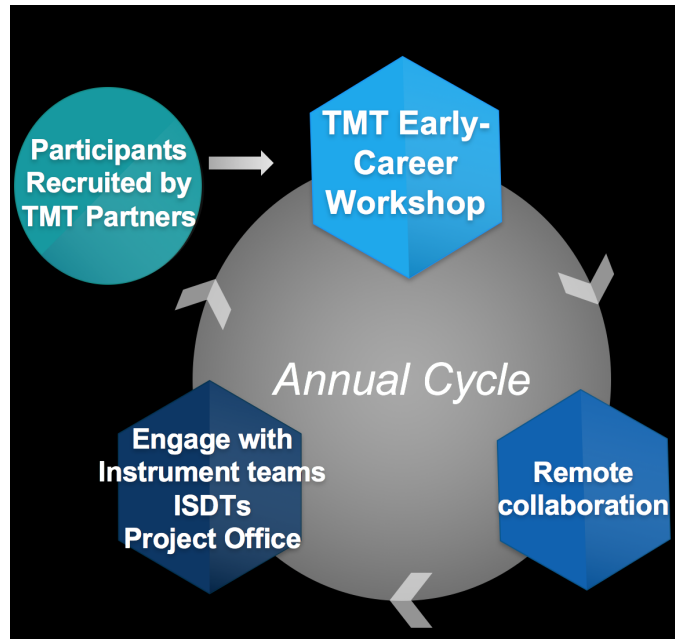 Participants
Recruited by
TMT Partners
TMT Early-
Career
Workshop
Annual Cycle
Engage with
Instrument teams
ISDTs
Project Office
Remote
collaboration